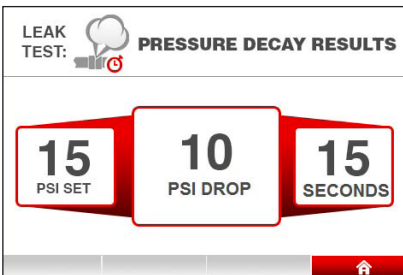 LEAK
TEST:
PRESSURE DECAY RESULTS
15
PSI SET
10
PSI DROP
15
SECONDS